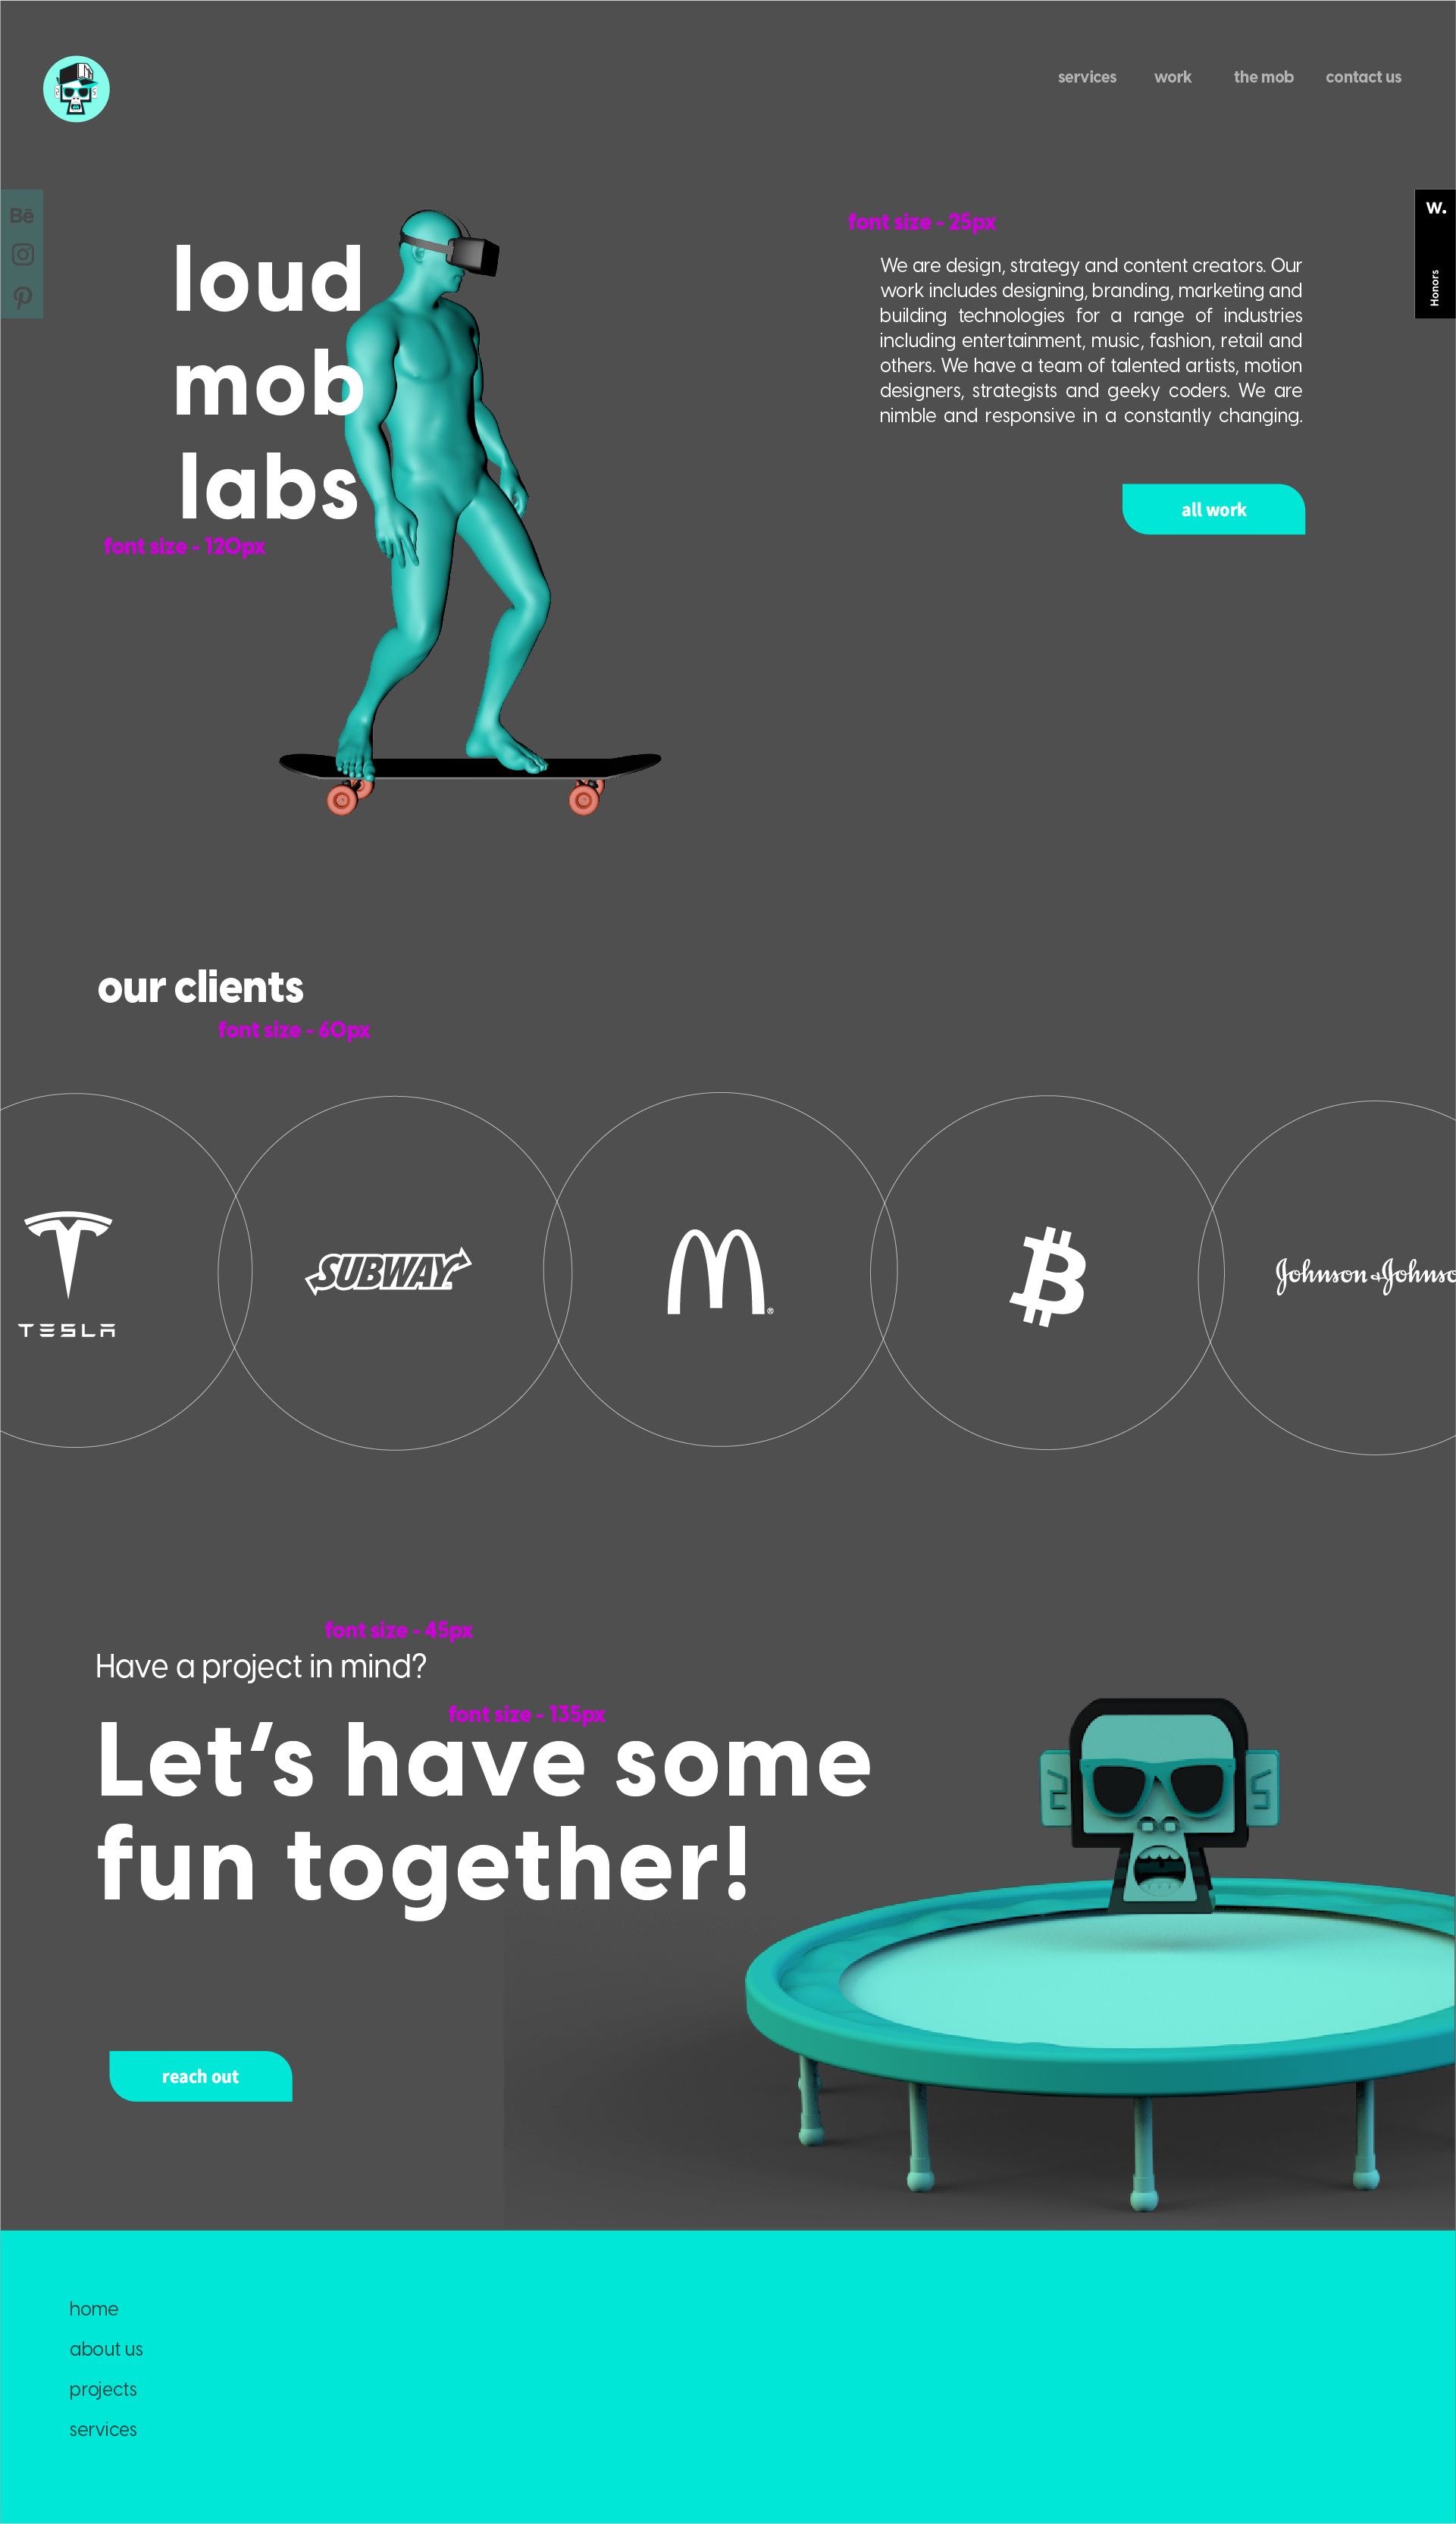 services work the mob contact us
Bē
W.
Honors
loud
mob
labs
font size - 120px
font size - 25px
We are design, strategy and content creators. Our
work includes designing, branding, marketing and
building technologies for a range of industries
including entertainment, music, fashion, retail and
others. We have a team of talented artists, motion
designers, strategists and geeky coders. We are
nimble and responsive in a constantly changing.
all work
our clients
font size - 60px
TESLA
SUBWAY
®
Johnson & Johnso
font size - 45px
Have a project in mind?
font size - 135px
Let's have some
fun together!
reach out
home
about us
projects
services